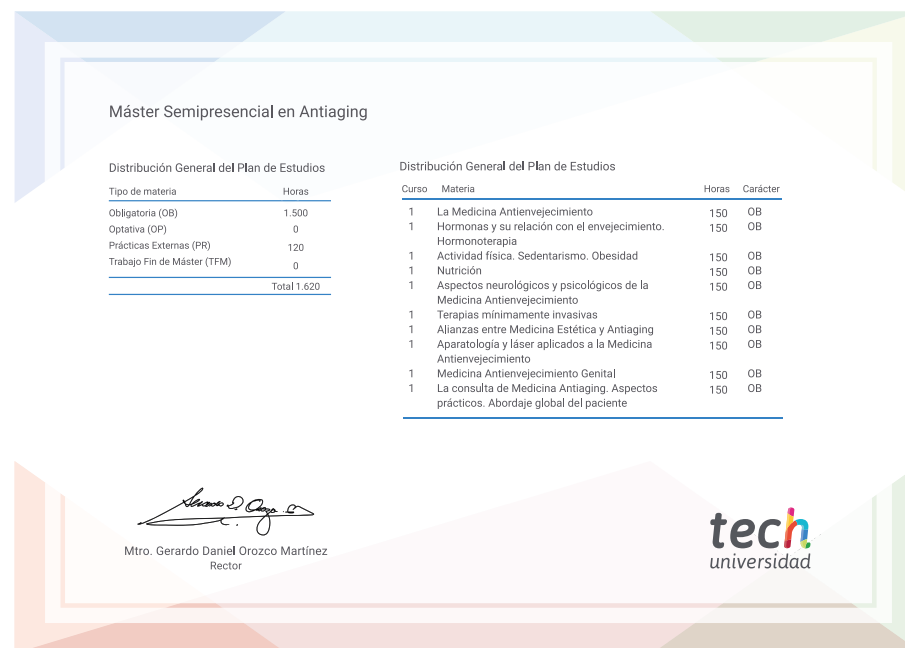 Máster Semipresencial en Antiaging
Distribución General del Plan de Estudios
Tipo de materia Horas
Obligatoria (OB) 1.500
Optativa (OP) 0
Prácticas Externas (PR) 120
Trabajo Fin de Máster (TFM) 0
Total 1.620
Distribución General del Plan de Estudios
Curso Materia Horas Carácter
1 La Medicina Antienvejecimiento 150 OB
1 Hormonas y su relación con el envejecimiento. 150 OB
Hormonoterapia
1 Actividad física. Sedentarismo. Obesidad 150 OB
1 Nutrición 150 OB
1 Aspectos neurológicos y psicológicos de la 150 OB
Medicina Antienvejecimiento
1 Terapias mínimamente invasivas 150 OB
1 Alianzas entre Medicina Estética y Antiaging 150 OB
1 Aparatología y láser aplicados a la Medicina 150 OB
Antienvejecimiento
1 Medicina Antienvejecimiento Genital 150 OB
1 La consulta de Medicina Antiaging. Aspectos 150 OB
prácticos. Abordaje global del paciente
Mtro. Gerardo Daniel Orozco Martínez
Rector
tech
universidad